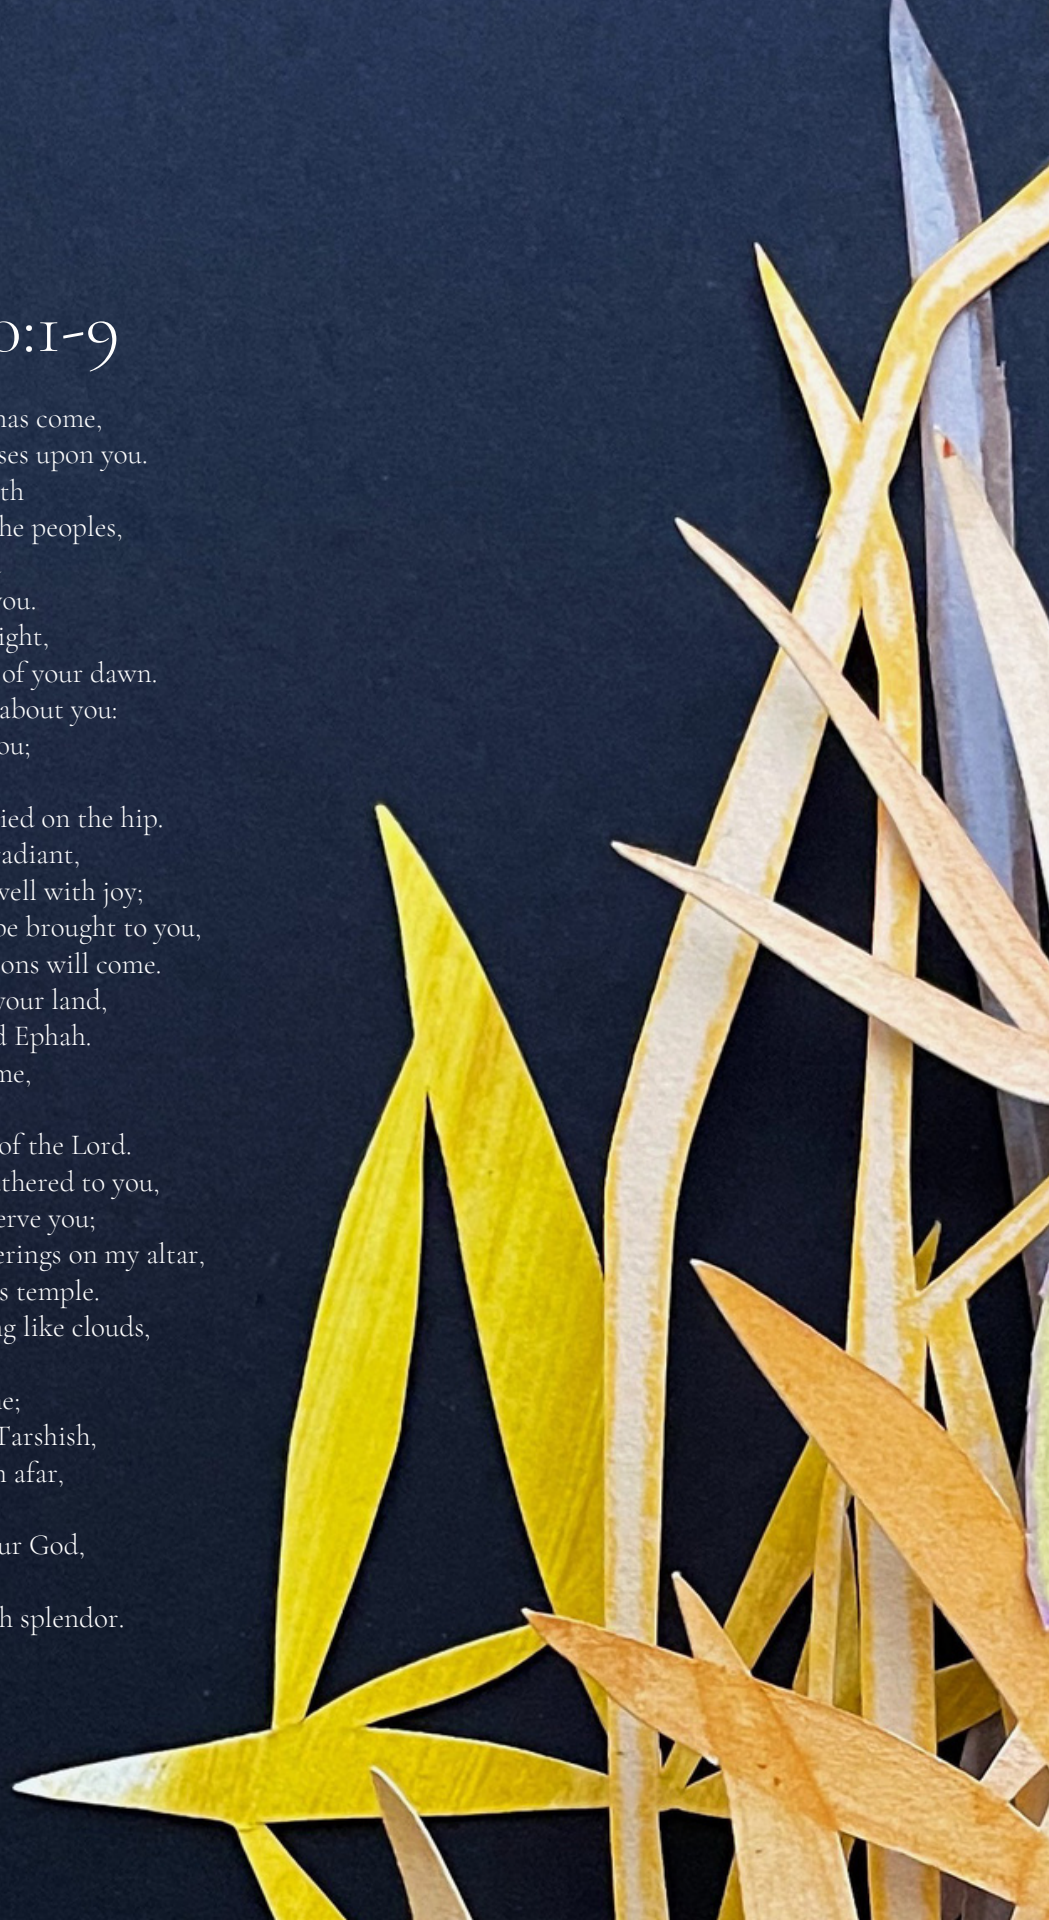 0:1-9
has come,
ses upon you.
th
he peoples,
you.
ight,
of your dawn.
about you:
ou;
ied on the hip.
adiant,
well with joy;
be brought to you,
ons will come.
your land,
d Ephah.
me,
of the Lord.
thered to you,
erve you;
erings on my altar,
s temple.
g like clouds,
e;
Tarshish,
n afar,
ur God,
h splendor.